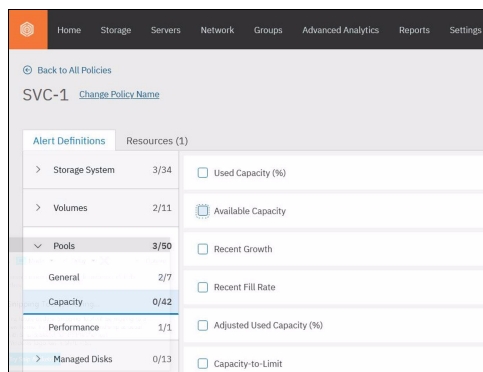 Home Storage Servers Network Groups Advanced Analytics Reports Settings
Back to All Policies
SVC-1 Change Policy Name
Alert Definitions Resources (1)
Storage System 3/34
Used Capacity (%)
Volumes 2/11
Available Capacity
Pools 3/50
Recent Growth
General 2/7
Recent Fill Rate
Capacity 0/42
Performance 1/1
Adjusted Used Capacity (%)
Managed Disks 0/13
Capacity-to-Limit